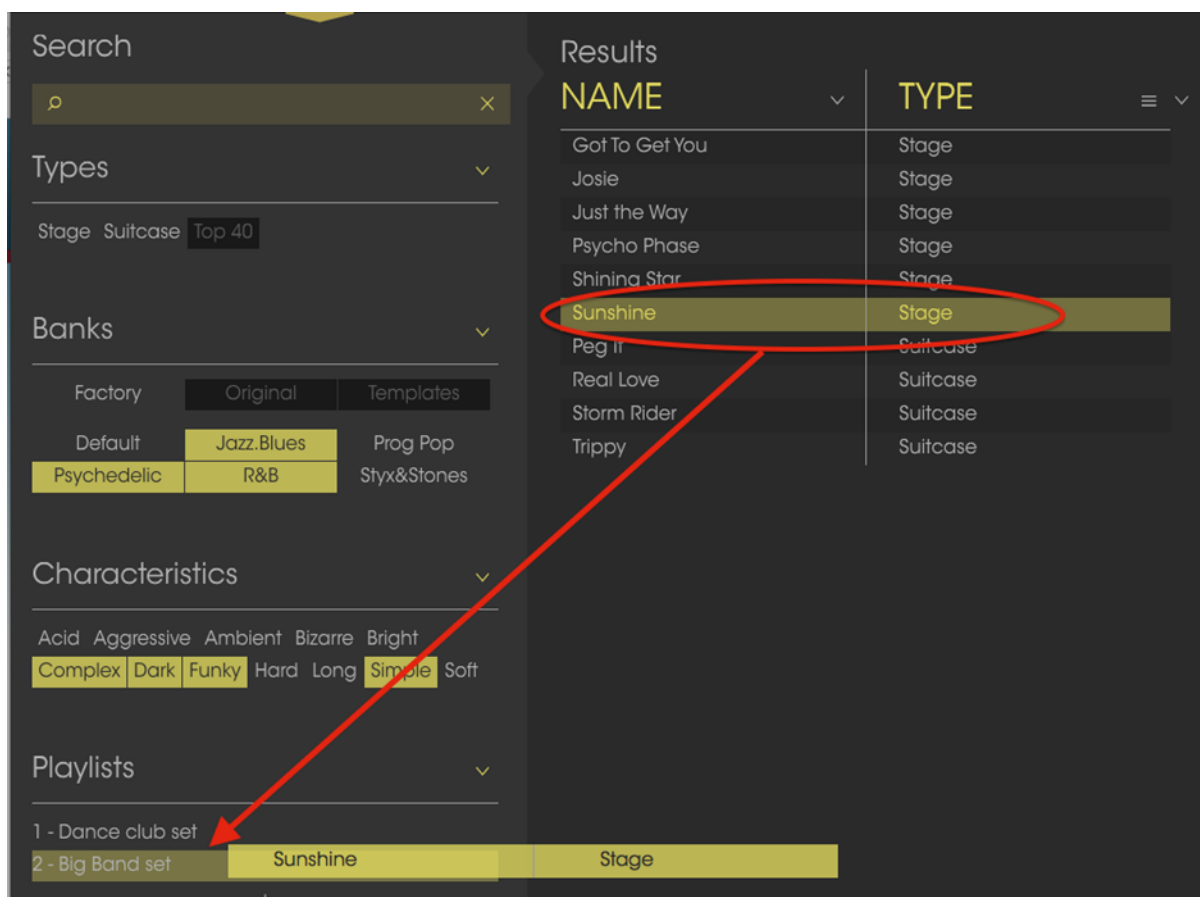 Search
Types
Stage Suitcase Top 40
Banks
Factory Original Templates
Default Jazz.Blues Prog Pop
Psychedelic R&B Styx&Stones
Characteristics
Acid Aggressive Ambient Bizarre Bright
Complex Dark Funky Hard Long Simple Soft
Playlists
1 - Dance club set
2 - Big Band set
Sunshine Stage
Results
NAME TYPE
Got To Get You Stage
Josie Stage
Just the Way Stage
Psycho Phase Stage
Shining Star Stage
Sunshine Stage
Peg It Suitcase
Real Love Suitcase
Storm Rider Suitcase
Trippy Suitcase